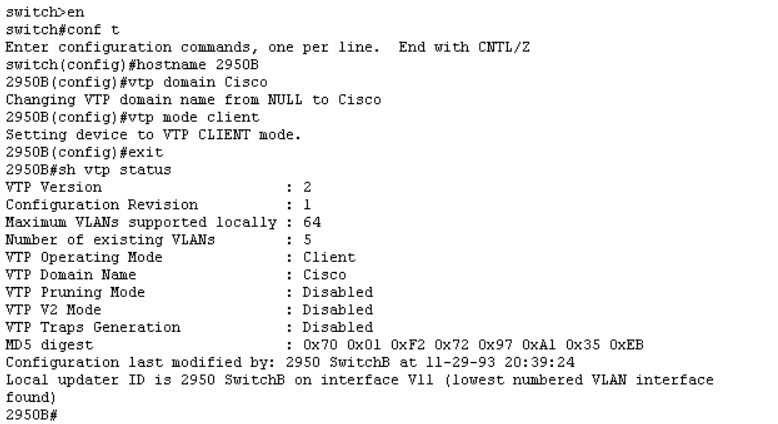 switch>en
switch#conf t
Enter configuration commands, one per line.  End with CNTL/Z
switch(config)#hostname 2950B
2950B(config)#vtp domain Cisco
Changing VTP domain name from NULL to Cisco
2950B(config)#vtp mode client
Setting device to VTP CLIENT mode.
2950B(config)#exit
2950B#sh vtp status
VTP Version                     : 2
Configuration Revision          : 1
Maximum VLANs supported locally : 64
Number of existing VLANs        : 5
VTP Operating Mode              : Client
VTP Domain Name                 : Cisco
VTP Pruning Mode                : Disabled
VTP V2 Mode                     : Disabled
VTP Traps Generation            : Disabled
MD5 digest                      : 0x70 0x01 0xF2 0x72 0x97 0xA1 0x35 0xEB
Configuration last modified by: 2950 SwitchB at 11-29-93 20:39:24
Local updater ID is 2950 SwitchB on interface Vl1 (lowest numbered VLAN interface
found)
2950B#